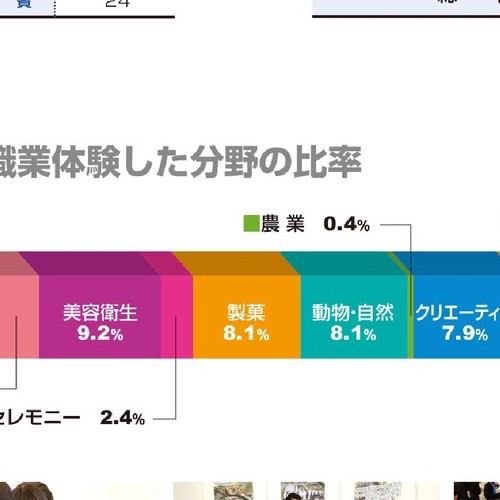 費 24
職業体験した分野の比率
農業 0.4%
美容衛生
9.2%
製菓
8.1%
動物・自然
8.1%
クリエーティ
7.9%
セレモニー 2.4%